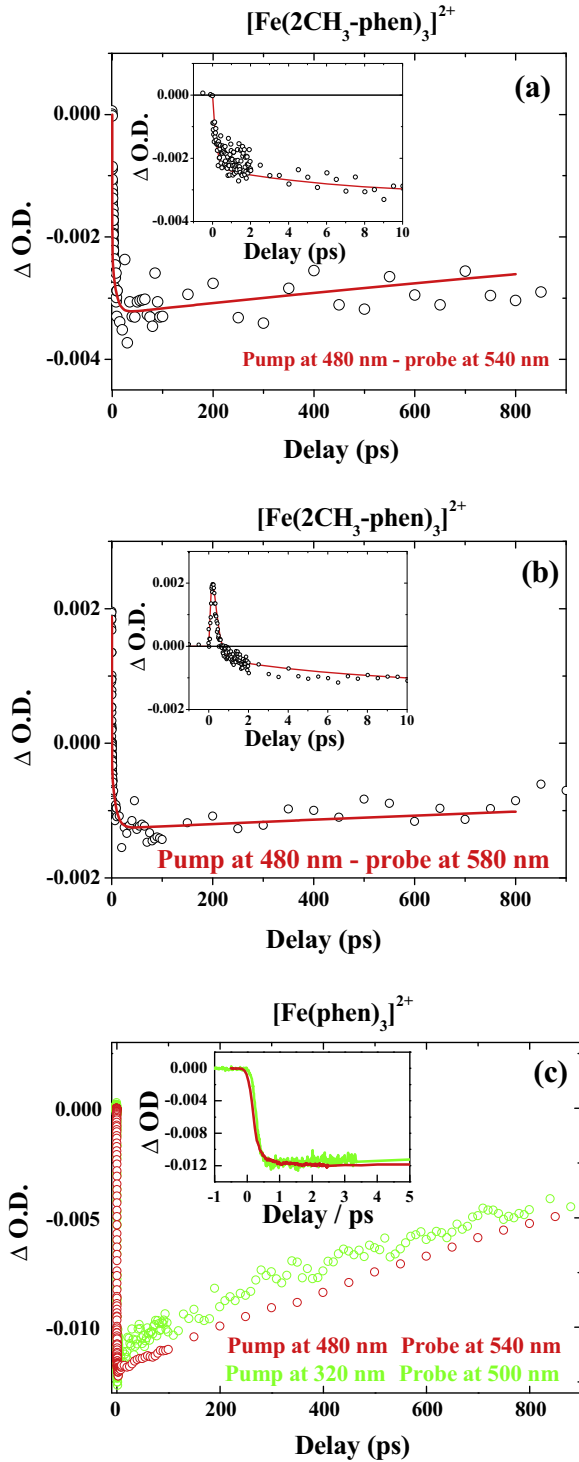 [Fe(2CH₃-phen)₃]²⁺
(a)
0.000
-0.002
-0.004
Δ O.D.
0.000
-0.002
-0.004
Δ O.D.
0 2 4 6 8 10
Delay (ps)
Pump at 480 nm - probe at 540 nm
0 200 400 600 800
Delay (ps)
[Fe(2CH₃-phen)₃]²⁺
(b)
0.002
0.000
-0.002
Δ O.D.
0.002
0.000
-0.002
Δ O.D.
0 2 4 6 8 10
Delay (ps)
Pump at 480 nm - probe at 580 nm
0 200 400 600 800
Delay (ps)
[Fe(phen)₃]²⁺
(c)
0.000
-0.005
-0.010
Δ O.D.
0.000
-0.004
-0.008
-0.012
Δ OD
-1 0 1 2 3 4 5
Delay / ps
Pump at 480 nm Probe at 540 nm
Pump at 320 nm Probe at 500 nm
0 200 400 600 800
Delay (ps)